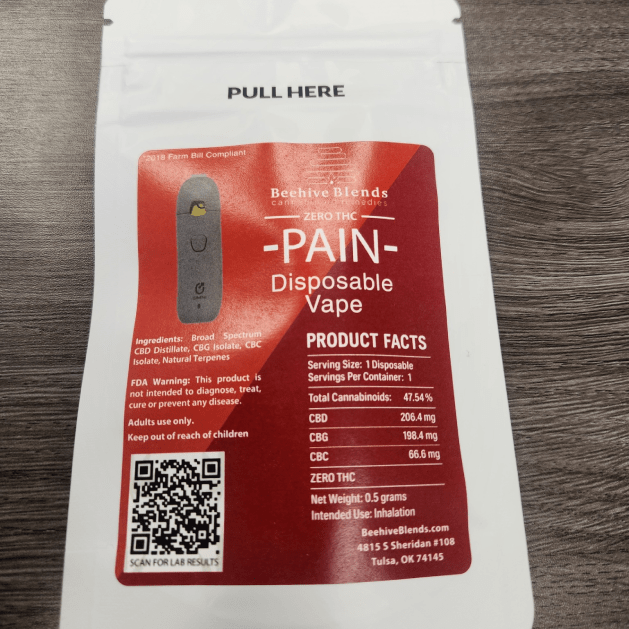 PULL HERE
*2018 Farm Bill Compliant
Beehive Blends
remedies
ZERO THC
-PAIN-
Disposable
Vape
Ingredients: Broad Spectrum
CBD Distillate, CBG Isolate, CBC
Isolate, Natural Terpenes
FDA Warning: This product is
not intended to diagnose, treat,
cure or prevent any disease.
Adults use only.
Keep out of reach of children
SCAN FOR LAB RESULTS
PRODUCT FACTS
Serving Size: 1 Disposable
Servings Per Container: 1
Total Cannabinoids: 47.54%
CBD 206.4 mg
CBG 198.4 mg
CBC 66.6 mg
ZERO THC
Net Weight: 0.5 grams
Intended Use: Inhalation
BeehiveBlends.com
4815 S Sheridan #108
Tulsa, OK 74145